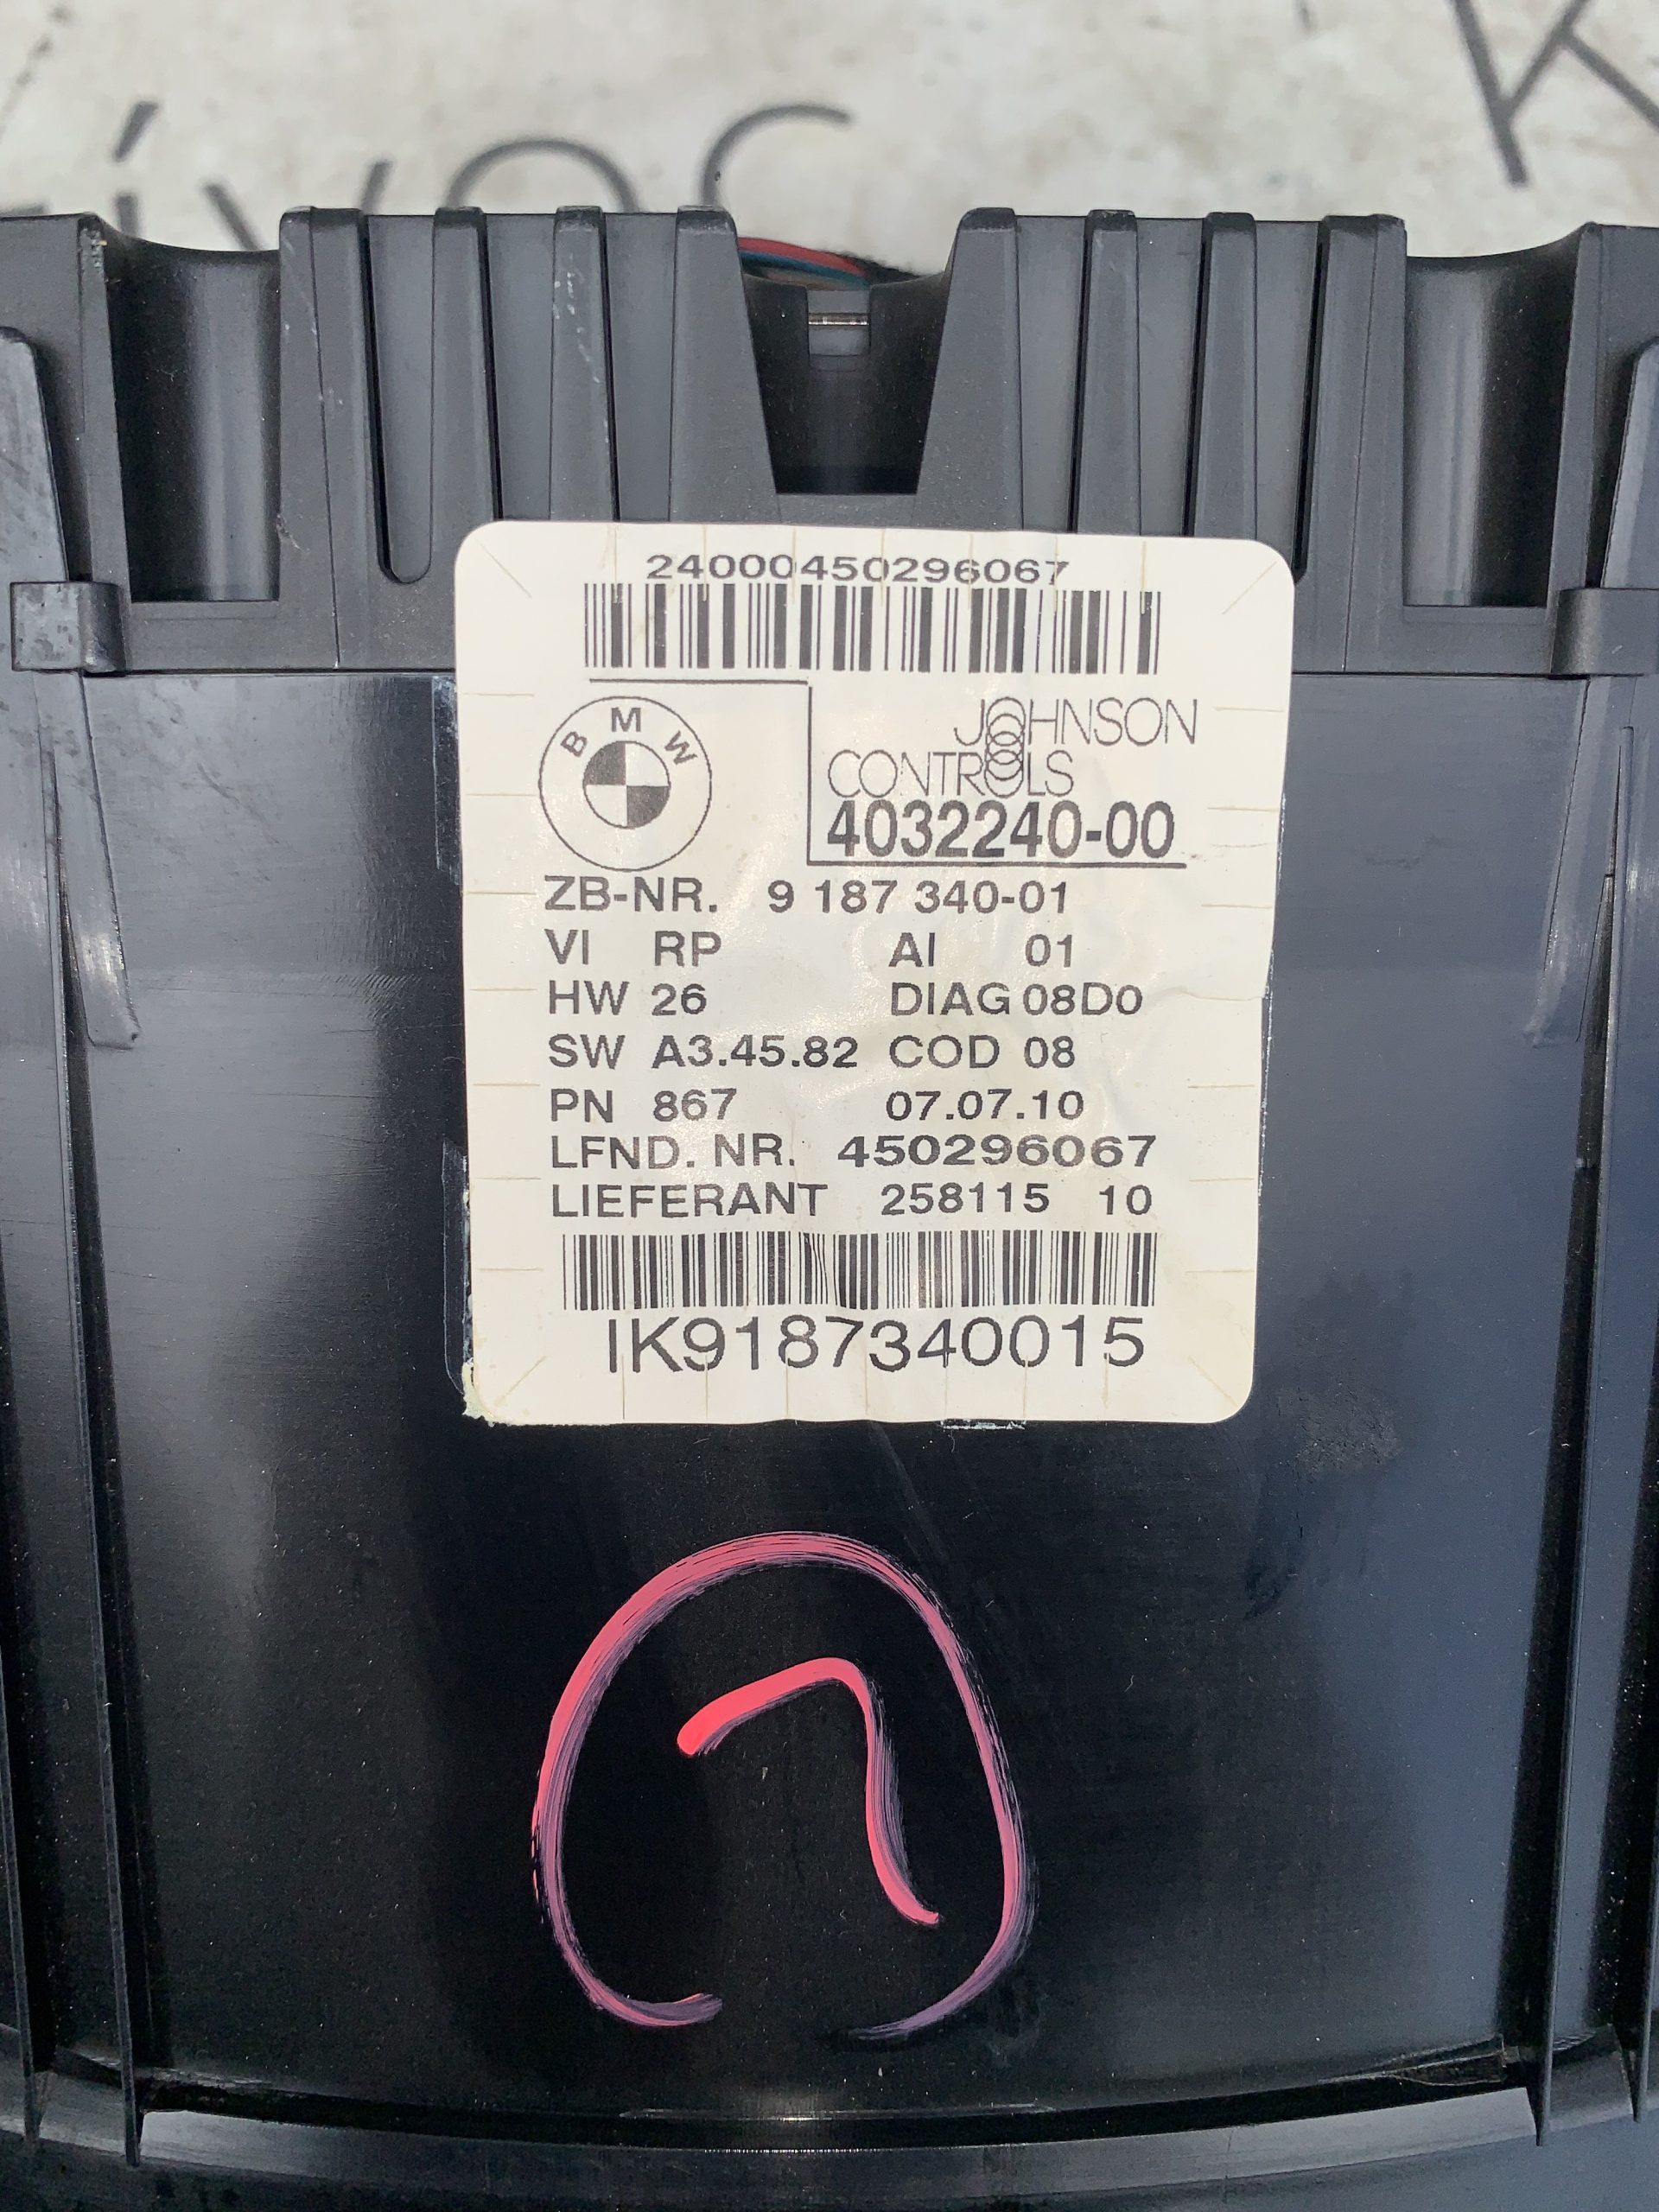 24000450296067
BMW
JOHNSON
CONTROLS
4032240-00
ZB-NR. 9 187 340-01
VI RP AI 01
HW 26 DIAG 08D0
SW A3.45.82 COD 08
PN 867 07.07.10
LFND. NR. 450296067
LIEFERANT 258115 10
IK9187340015